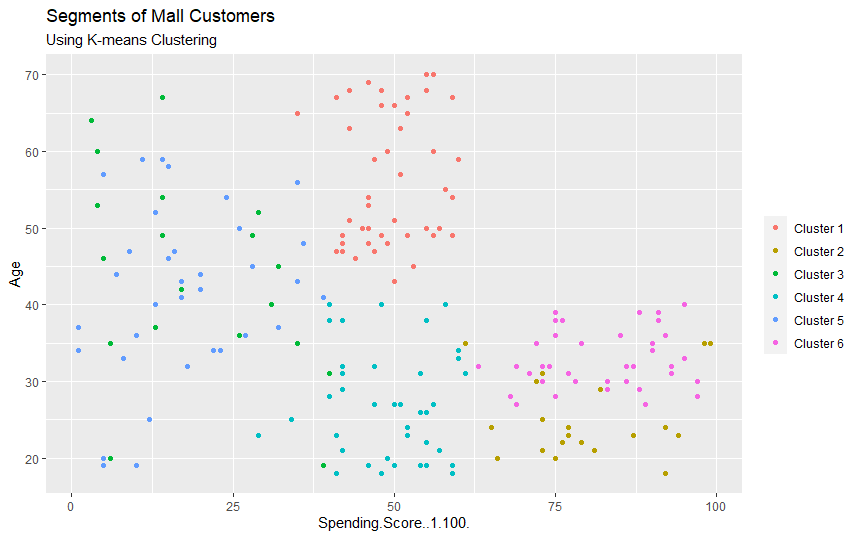 Segments of Mall Customers
Using K-means Clustering
70
60
50
40
30
20
Age
0
25
50
75
100
Spending.Score..1.100.
Cluster 1
Cluster 2
Cluster 3
Cluster 4
Cluster 5
Cluster 6